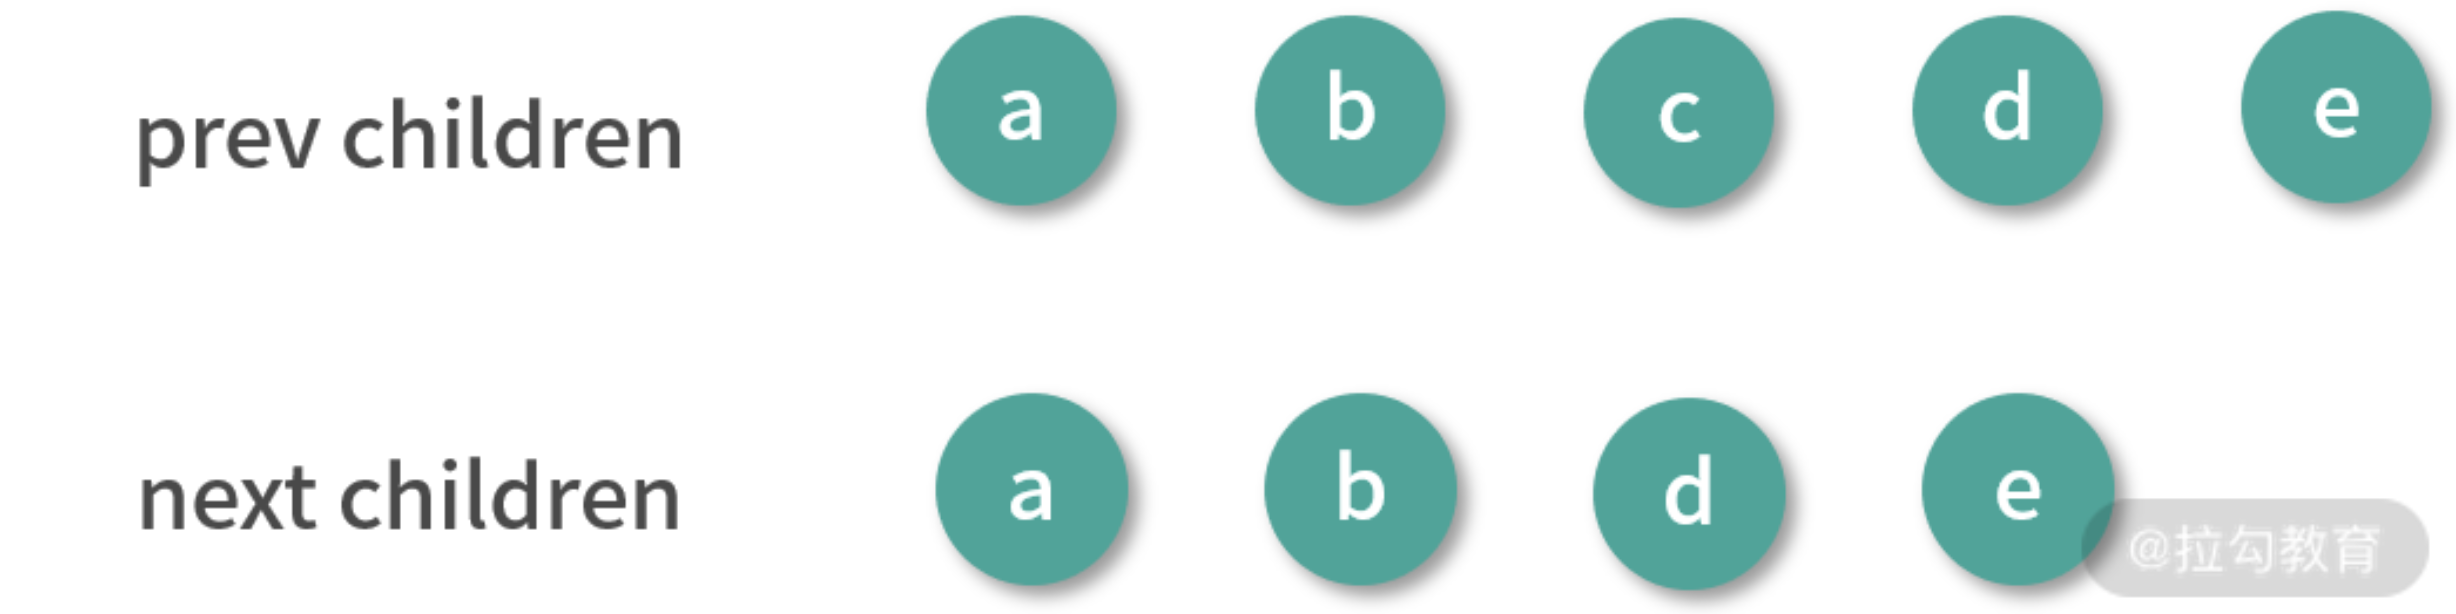 prev children a b c d e
next children a b d e
@拉勾教育